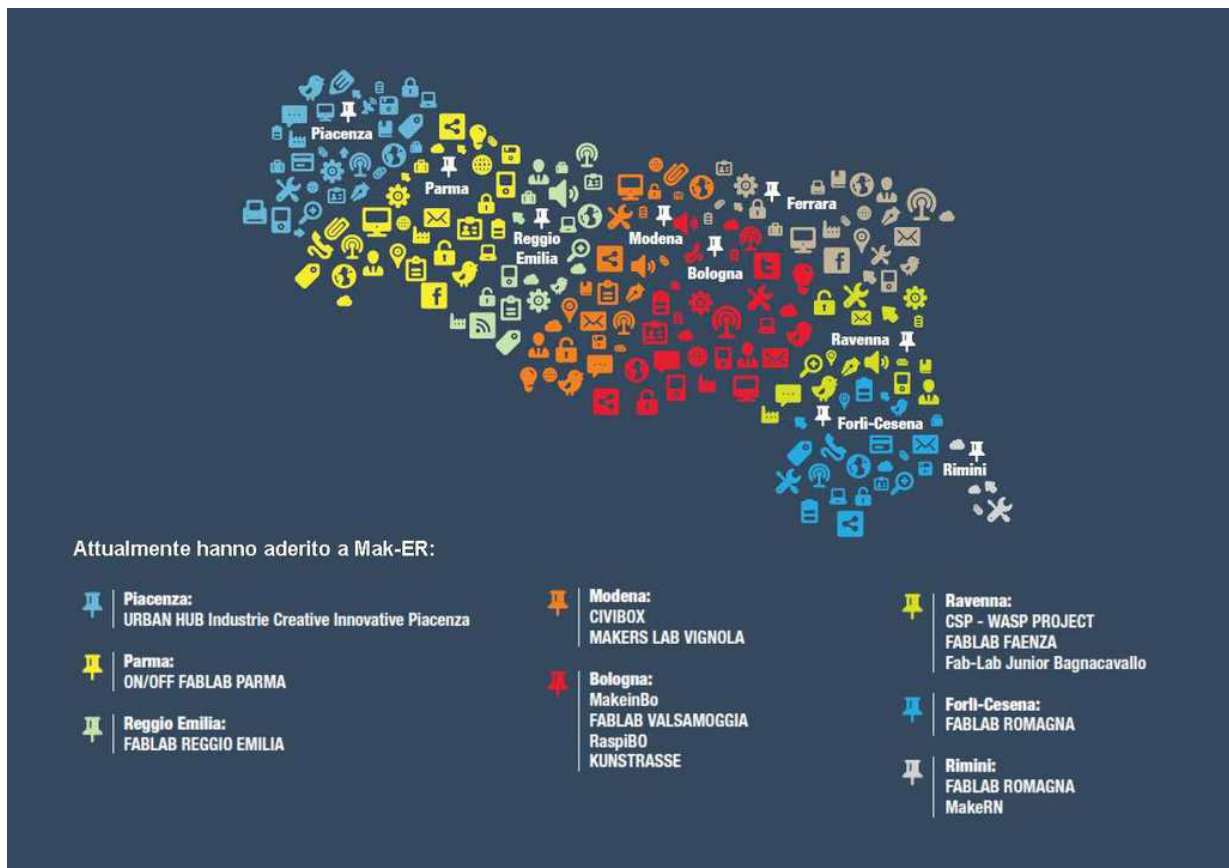 Piacenza
Parma
Reggio
Emilia
Modena
Bologna
Ferrara
Ravenna
Forlì-Cesena
Rimini
Attualmente hanno aderito a Mak-ER:
Piacenza:
URBAN HUB Industrie Creative Innovative Piacenza
Parma:
ON/OFF FABLAB PARMA
Reggio Emilia:
FABLAB REGGIO EMILIA
Modena:
CIVIBOX
MAKERS LAB VIGNOLA
Bologna:
MakeinBo
FABLAB VALSAMOGGIA
RaspiBO
KUNSTRASSE
Ravenna:
CSP - WASP PROJECT
FABLAB FAENZA
Fab-Lab Junior Bagnacavallo
Forlì-Cesena:
FABLAB ROMAGNA
Rimini:
FABLAB ROMAGNA
MakeRN